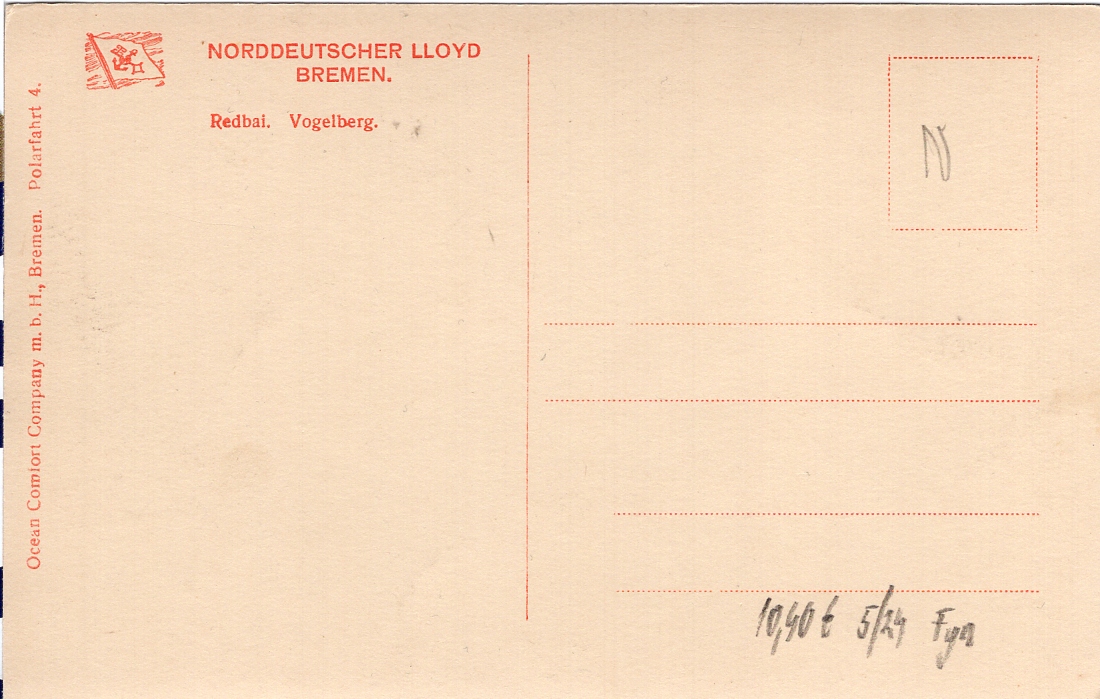 NORDDEUTSCHER LLOYD
BREMEN.
Redbai. Vogelberg.
Ocean Comfort Company m. b. H., Bremen. Polarfahrt 4.
N
10,40 € 5/24